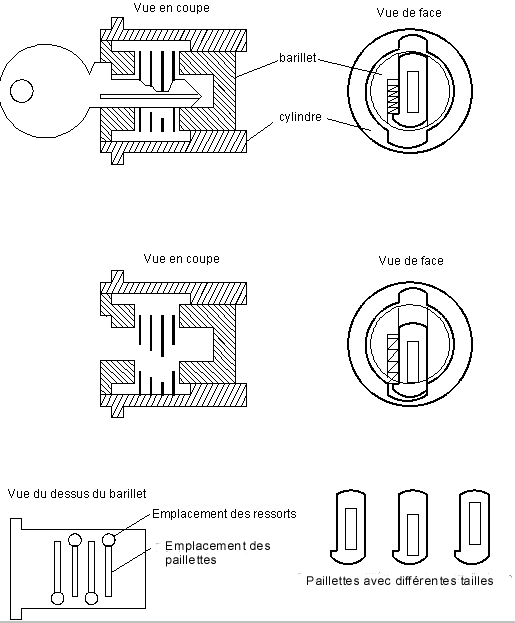 Vue en coupe
Vue de face
barillet
cylindre
Vue en coupe
Vue de face
Vue du dessus du barillet
Emplacement des ressorts
Emplacement des
paillettes
Paillettes avec différentes tailles